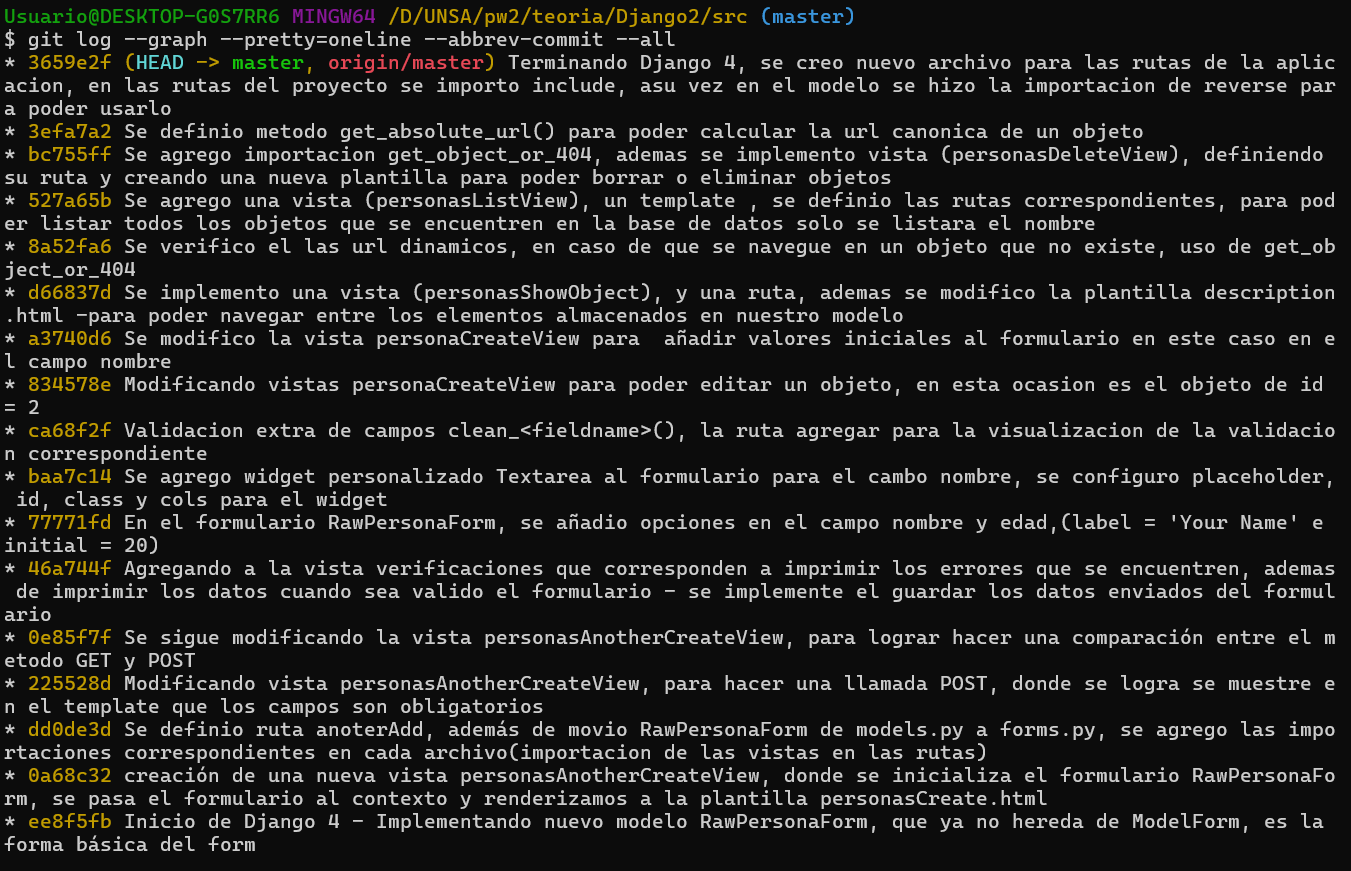 Usuario@DESKTOP-G0S7RR6 MINGW64 /D/UNSA/pw2/teoria/Django2/src (master)
$ git log --graph --pretty=oneline --abbrev-commit --all
* 3659e2f (HEAD -> master, origin/master) Terminando Django 4, se creo nuevo archivo para las rutas de la aplic
acion, en las rutas del proyecto se importo include, asu vez en el modelo se hizo la importacion de reverse par
a poder usarlo
* 3efa7a2 Se definio metodo get_absolute_url() para poder calcular la url canonica de un objeto
* bc755ff Se agrego importacion get_object_or_404, ademas se implemento vista (personasDeleteView), definiendo
su ruta y creando una nueva plantilla para poder borrar o eliminar objetos
* 527a65b Se agrego una vista (personasListView), un template , se definio las rutas correspondientes, para pod
er listar todos los objetos que se encuentren en la base de datos solo se listara el nombre
* 8a52fa6 Se verifico el las url dinamicos, en caso de que se navegue en un objeto que no existe, uso de get_ob
ject_or_404
* d66837d Se implemento una vista (personasShowObject), y una ruta, ademas se modifico la plantilla description
.html -para poder navegar entre los elementos almacenados en nuestro modelo
* a3740d6 Se modifico la vista personaCreateView para  añadir valores iniciales al formulario en este caso en e
l campo nombre
* 834578e Modificando vistas personaCreateView para poder editar un objeto, en esta ocasion es el objeto de id
= 2
* ca68f2f Validacion extra de campos clean_<fieldname>(), la ruta agregar para la visualizacion de la validacio
n correspondiente
* baa7c14 Se agrego widget personalizado Textarea al formulario para el cambo nombre, se configuro placeholder,
 id, class y cols para el widget
* 77771fd En el formulario RawPersonaForm, se añadio opciones en el campo nombre y edad,(label = 'Your Name' e
initial = 20)
* 46a744f Agregando a la vista verificaciones que corresponden a imprimir los errores que se encuentren, ademas
 de imprimir los datos cuando sea valido el formulario - se implemente el guardar los datos enviados del formul
ario
* 0e85f7f Se sigue modificando la vista personasAnotherCreateView, para lograr hacer una comparación entre el m
etodo GET y POST
* 225528d Modificando vista personasAnotherCreateView, para hacer una llamada POST, donde se logra se muestre e
n el template que los campos son obligatorios
* dd0de3d Se definio ruta anoterAdd, además de movio RawPersonaForm de models.py a forms.py, se agrego las impo
rtaciones correspondientes en cada archivo(importacion de las vistas en las rutas)
* 0a68c32 creación de una nueva vista personasAnotherCreateView, donde se inicializa el formulario RawPersonaFo
rm, se pasa el formulario al contexto y renderizamos a la plantilla personasCreate.html
* ee8f5fb Inicio de Django 4 - Implementando nuevo modelo RawPersonaForm, que ya no hereda de ModelForm, es la
forma básica del form